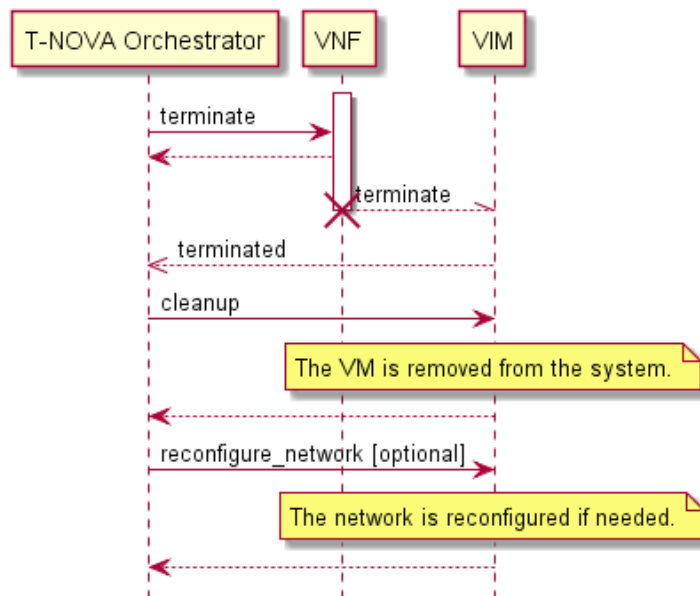 T-NOVA Orchestrator
VNF
VIM
terminate
terminate
terminated
cleanup
The VM is removed from the system.
reconfigure_network [optional]
The network is reconfigured if needed.